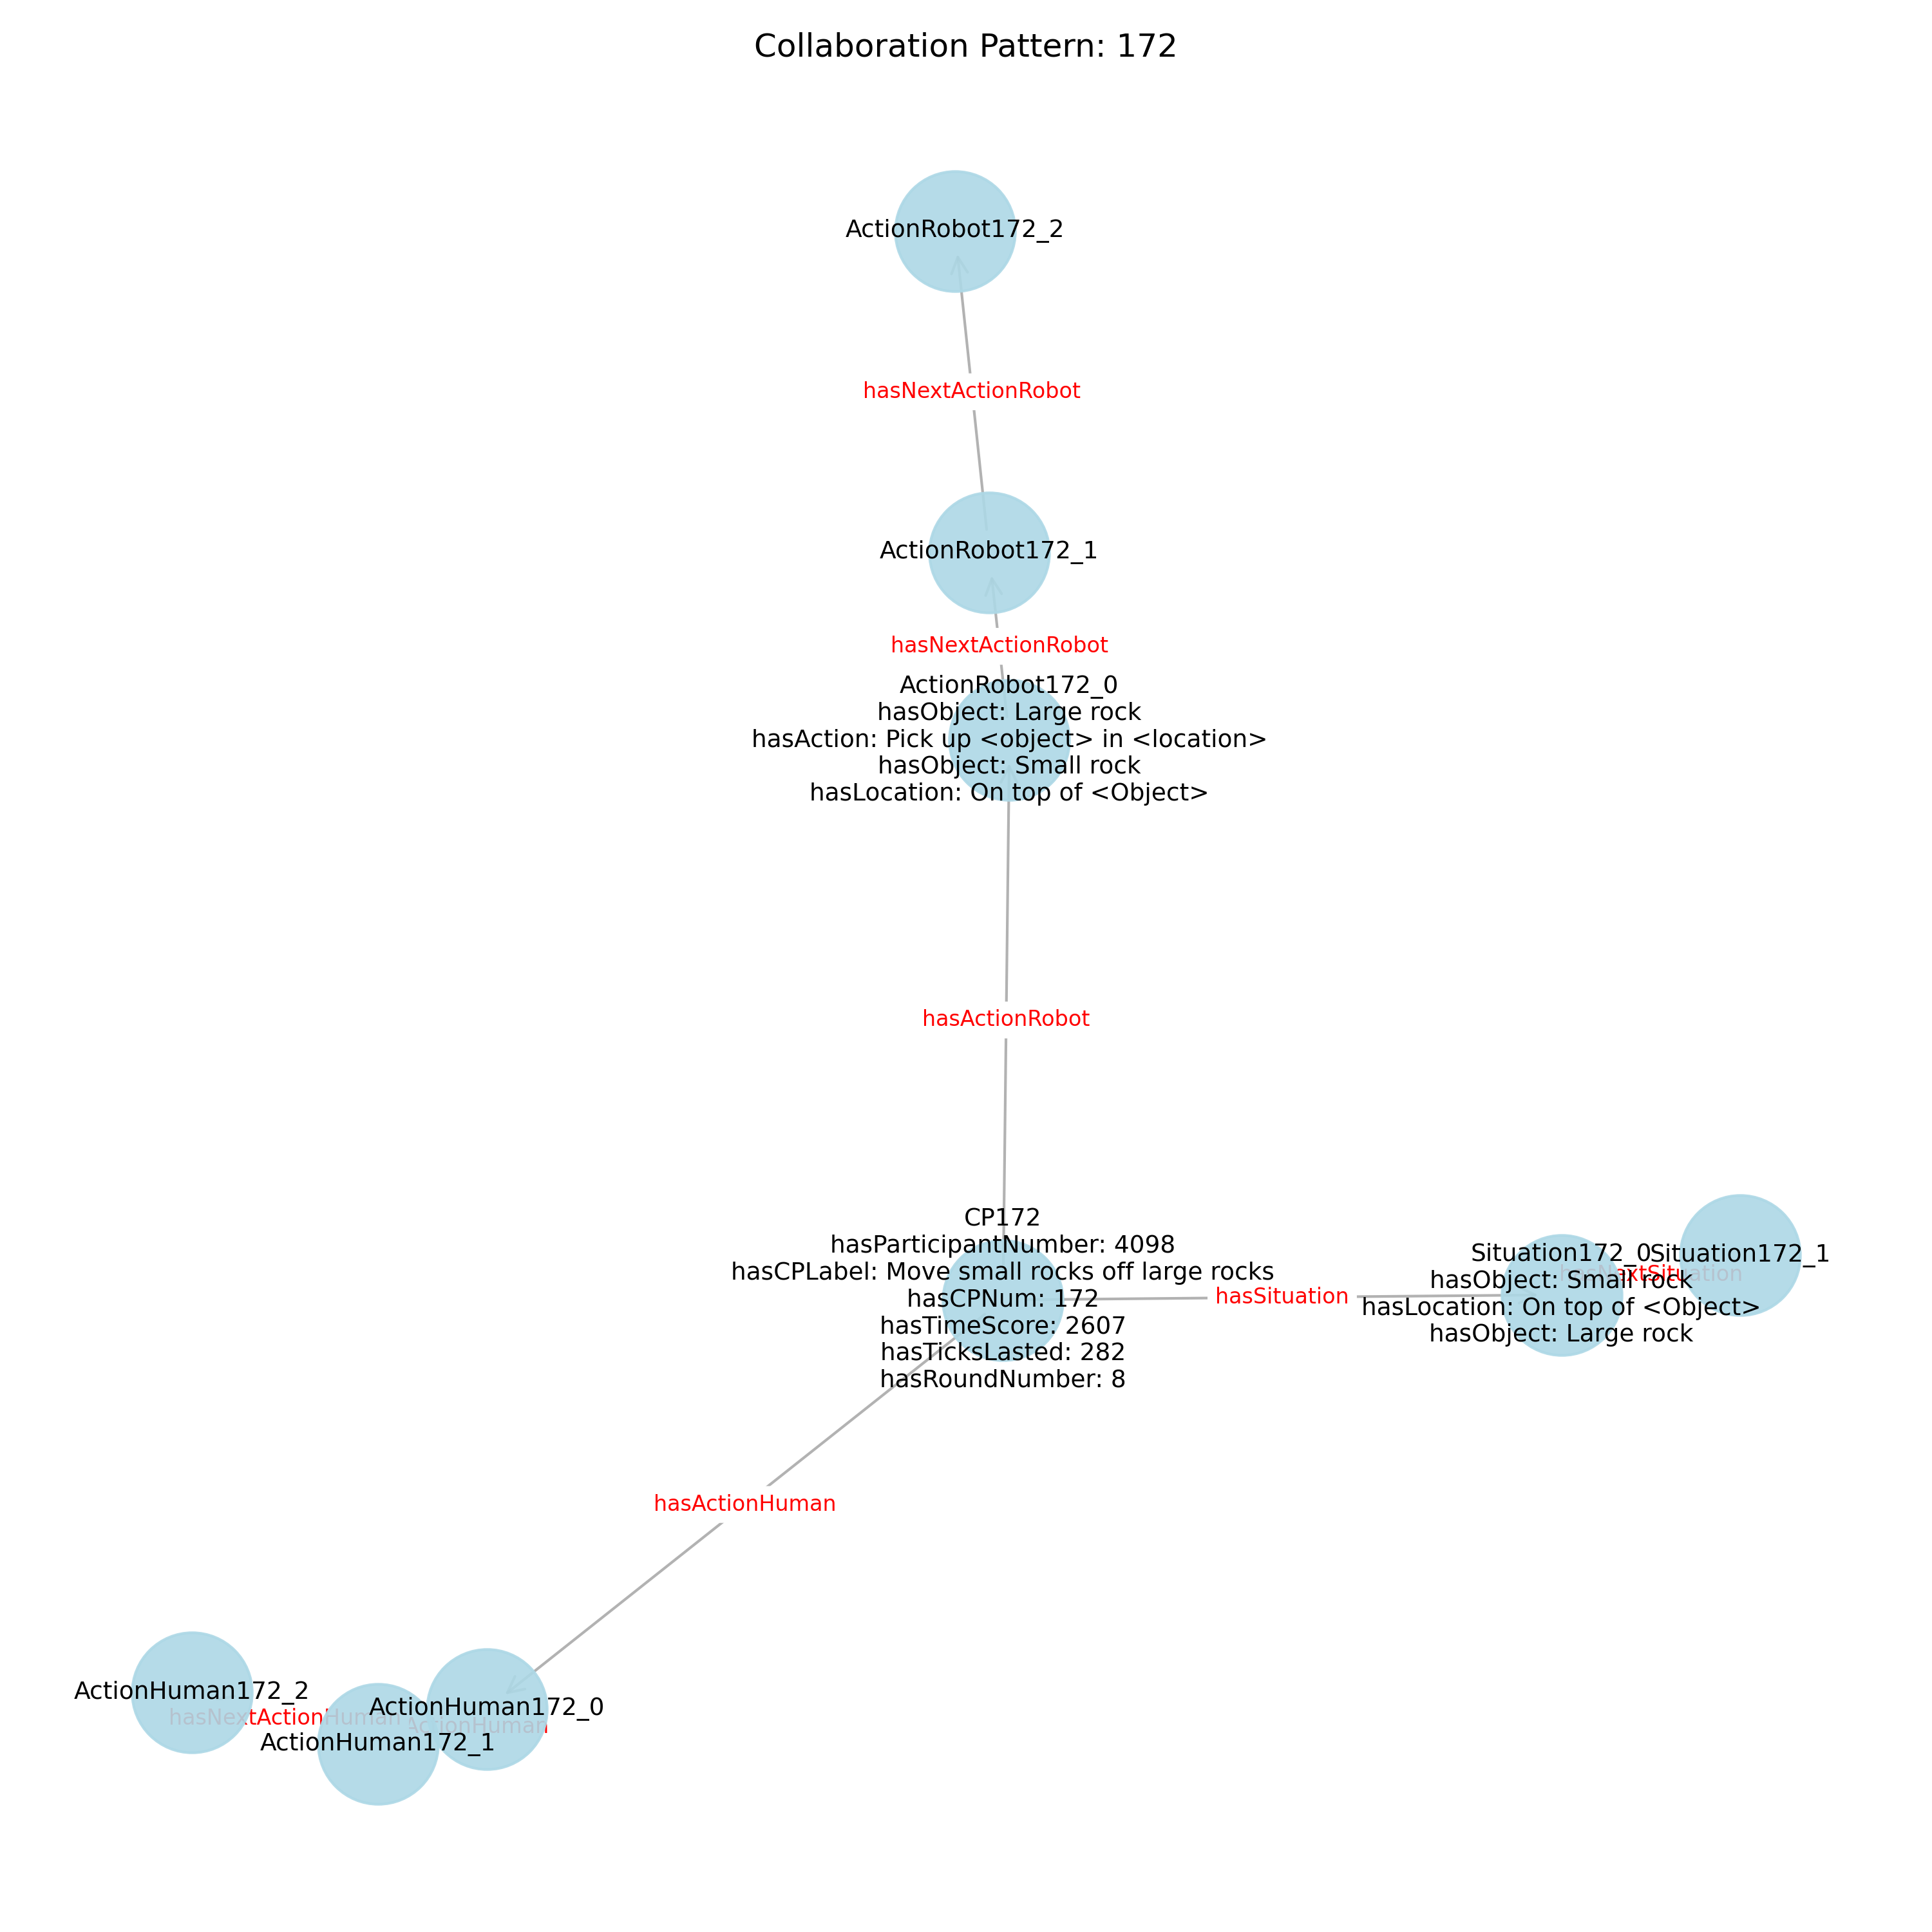 Collaboration Pattern: 172
ActionRobot172_2
hasNextActionRobot
ActionRobot172_1
hasNextActionRobot
ActionRobot172_0
hasObject: Large rock
hasAction: Pick up <object> in <location>
hasObject: Small rock
hasLocation: On top of <Object>
hasActionRobot
CP172
hasParticipantNumber: 4098
hasCPLabel: Move small rocks off large rocks
hasCPNum: 172
hasTimeScore: 2607
hasTicksLasted: 282
hasRoundNumber: 8
hasSituation
Situation172_0
hasObject: Small rock
hasLocation: On top of <Object>
hasObject: Large rock
hasNextSituation
Situation172_1
hasActionHuman
ActionHuman172_0
ActionHuman172_1
hasNextActionHuman
ActionHuman172_2